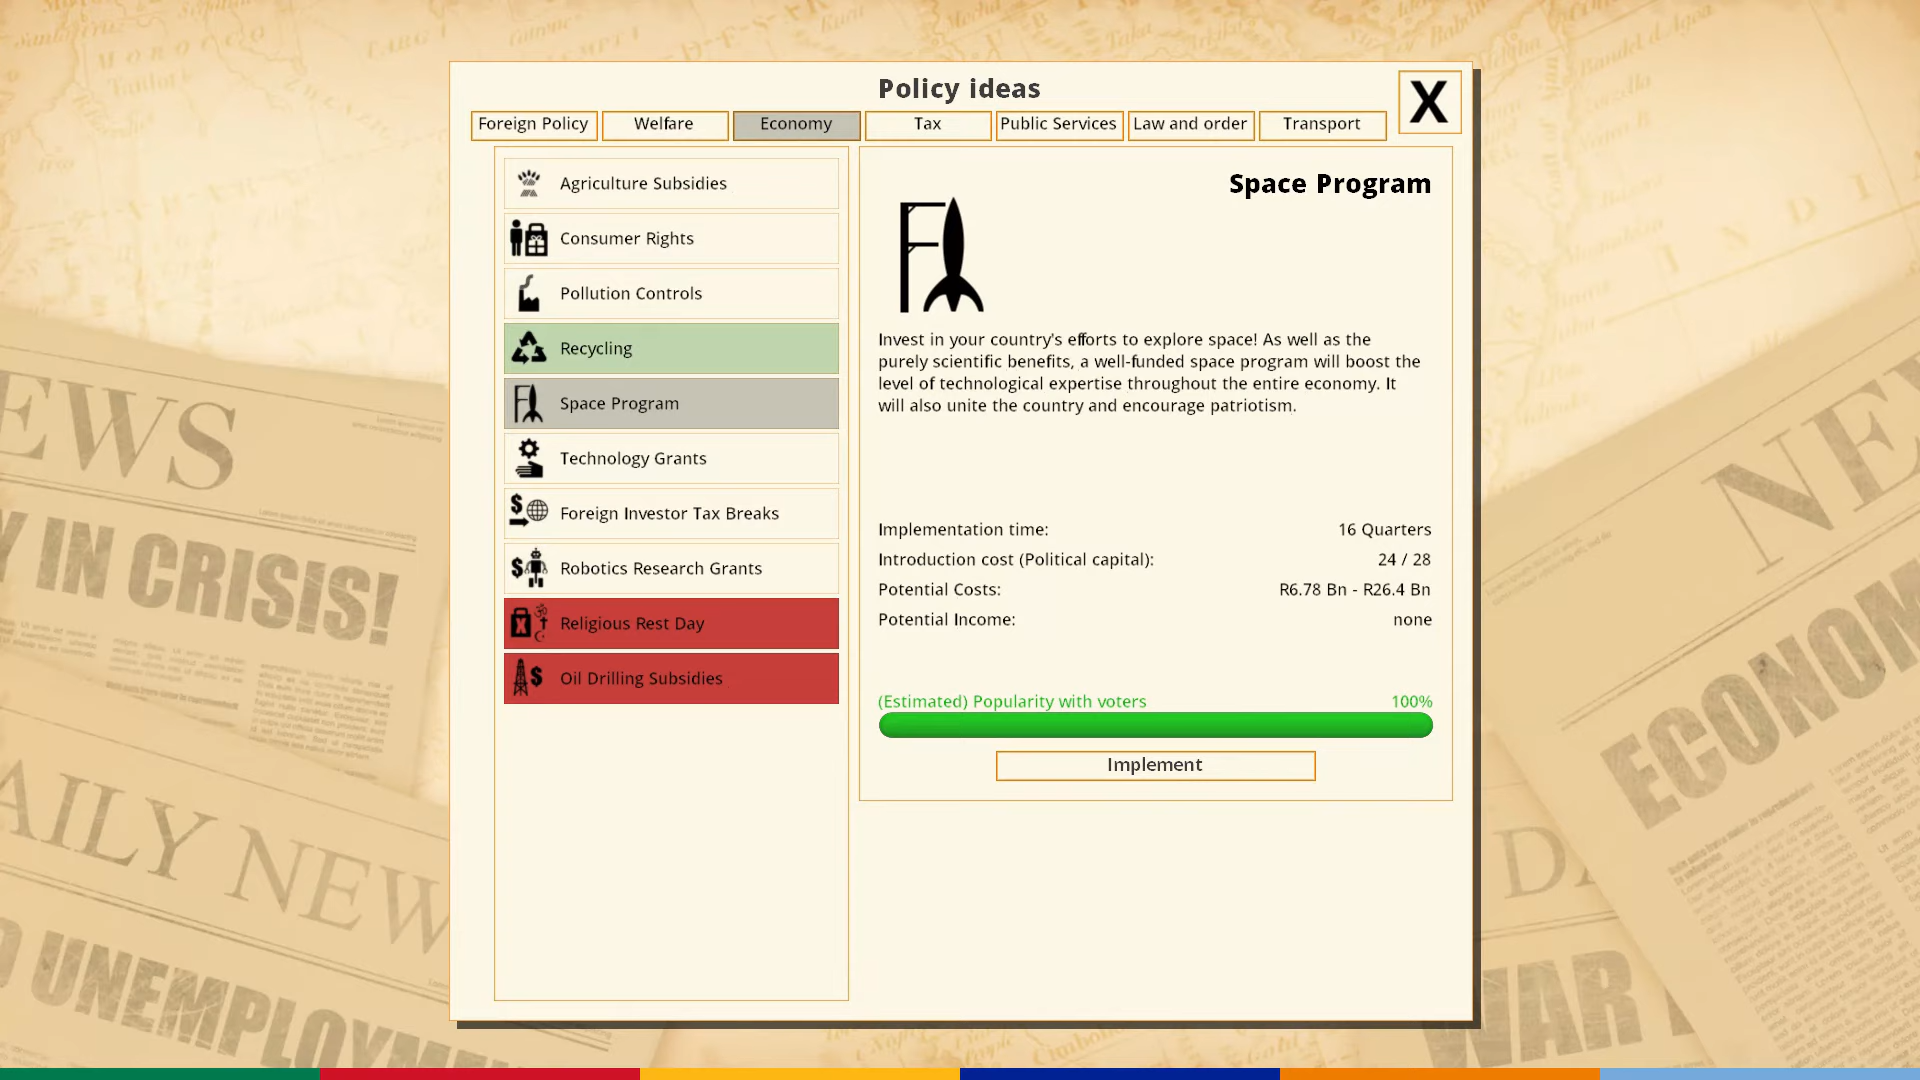 Policy ideas
X
Foreign Policy
Welfare
Economy
Tax
Public Services
Law and order
Transport
Agriculture Subsidies
Consumer Rights
Pollution Controls
Recycling
Space Program
Technology Grants
Foreign Investor Tax Breaks
Robotics Research Grants
Religious Rest Day
Oil Drilling Subsidies
Space Program
Invest in your country's efforts to explore space! As well as the
purely scientific benefits, a well-funded space program will boost the
level of technological expertise throughout the entire economy. It
will also unite the country and encourage patriotism.
Implementation time: 16 Quarters
Introduction cost (Political capital): 24 / 28
Potential Costs: R6.78 Bn - R26.4 Bn
Potential Income: none
(Estimated) Popularity with voters 100%
Implement
EWS
Y IN CRISIS!
AILY NEW
UNEMPLOYM
NE
ECONOM
WAR